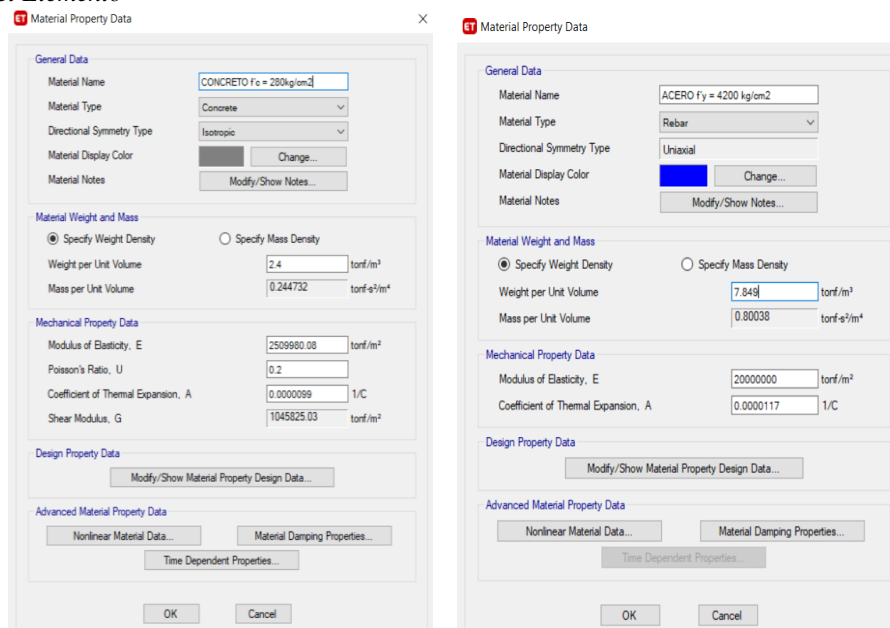 ET Material Property Data
General Data
Material Name CONCRETO f'c = 280kg/cm2
Material Type Concrete
Directional Symmetry Type Isotropic
Material Display Color Change...
Material Notes Modify/Show Notes...
Material Weight and Mass
Specify Weight Density Specify Mass Density
Weight per Unit Volume 2.4 tonf/m³
Mass per Unit Volume 0.244732 tonf-s²/m⁴
Mechanical Property Data
Modulus of Elasticity, E 2509980.08 tonf/m²
Poisson's Ratio, U 0.2
Coefficient of Thermal Expansion, A 0.0000099 1/C
Shear Modulus, G 1045825.03 tonf/m²
Design Property Data
Modify/Show Material Property Design Data...
Advanced Material Property Data
Nonlinear Material Data... Material Damping Properties...
Time Dependent Properties...
OK Cancel
ET Material Property Data
General Data
Material Name ACERO f'y = 4200 kg/cm2
Material Type Rebar
Directional Symmetry Type Uniaxial
Material Display Color Change...
Material Notes Modify/Show Notes...
Material Weight and Mass
Specify Weight Density Specify Mass Density
Weight per Unit Volume 7.849 tonf/m³
Mass per Unit Volume 0.80038 tonf-s²/m⁴
Mechanical Property Data
Modulus of Elasticity, E 20000000 tonf/m²
Coefficient of Thermal Expansion, A 0.0000117 1/C
Design Property Data
Modify/Show Material Property Design Data...
Advanced Material Property Data
Nonlinear Material Data... Material Damping Properties...
Time Dependent Properties...
OK Cancel